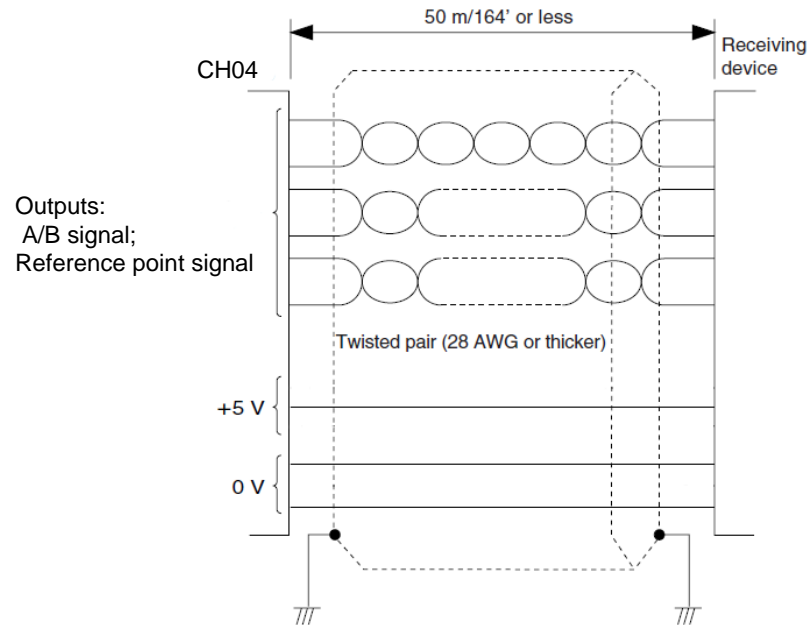 50 m/164' or less
Receiving
device
CH04
Outputs:
A/B signal;
Reference point signal
Twisted pair (28 AWG or thicker)
+5 V
0 V